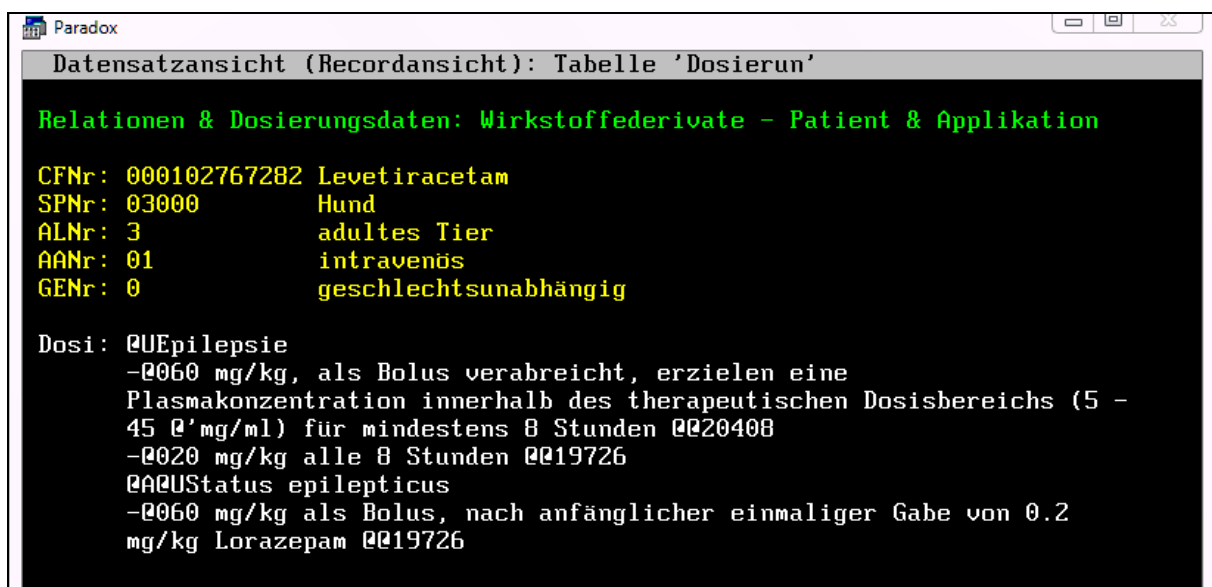 Paradox
Datensatzansicht (Recordansicht): Tabelle 'Dosierun'
Relationen & Dosierungsdaten: Wirkstoffederivate - Patient & Applikation
CFNr: 000102767282 Levetiracetam
SPNr: 03000 Hund
ALNr: 3 adultes Tier
AANr: 01 intravenös
GENr: 0 geschlechtsunabhängig
Dosi: @UEpilepsie
-@060 mg/kg, als Bolus verabreicht, erzielen eine
Plasmakonzentration innerhalb des therapeutischen Dosisbereichs (5 -
45 @'mg/ml) für mindestens 8 Stunden @@20408
-@020 mg/kg alle 8 Stunden @@19726
@A@UStatus epilepticus
-@060 mg/kg als Bolus, nach anfänglicher einmaliger Gabe von 0.2
mg/kg Lorazepam @@19726